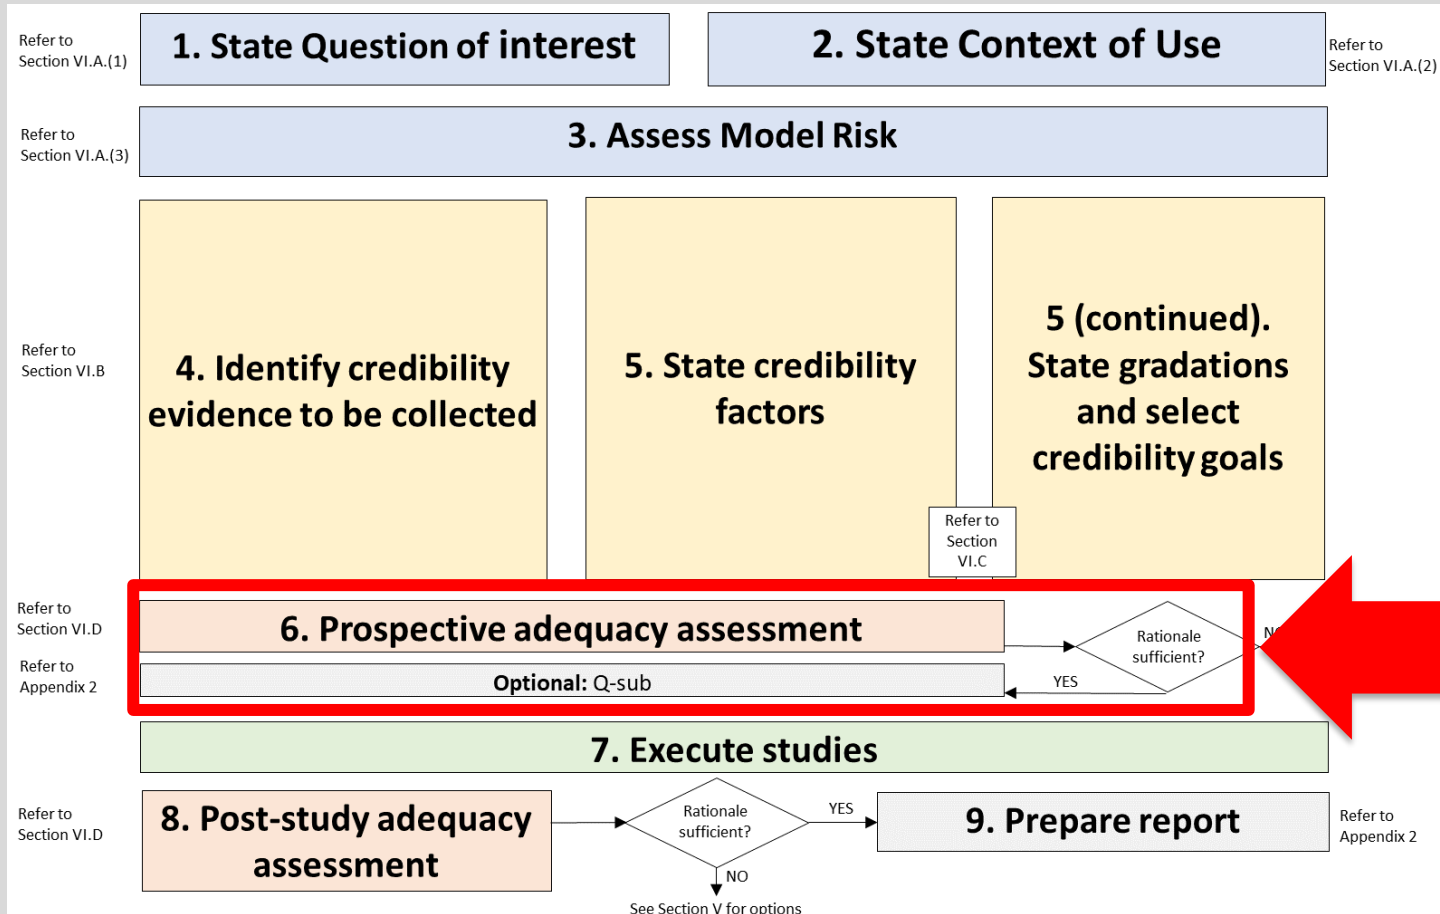 Refer to
Section VI.A.(1)
1. State Question of interest
2. State Context of Use
Refer to
Section VI.A.(2)
Refer to
Section VI.A.(3)
3. Assess Model Risk
Refer to
Section VI.B
4. Identify credibility
evidence to be collected
5. State credibility
factors
5 (continued).
State gradations
and select
credibility goals
Refer to
Section
VI.C
Refer to
Section VI.D
6. Prospective adequacy assessment
Rationale
sufficient?
Refer to
Appendix 2
Optional: Q-sub
YES
7. Execute studies
Refer to
Section VI.D
8. Post-study adequacy
assessment
Rationale
sufficient?
YES
9. Prepare report
Refer to
Appendix 2
NO
See Section V for options